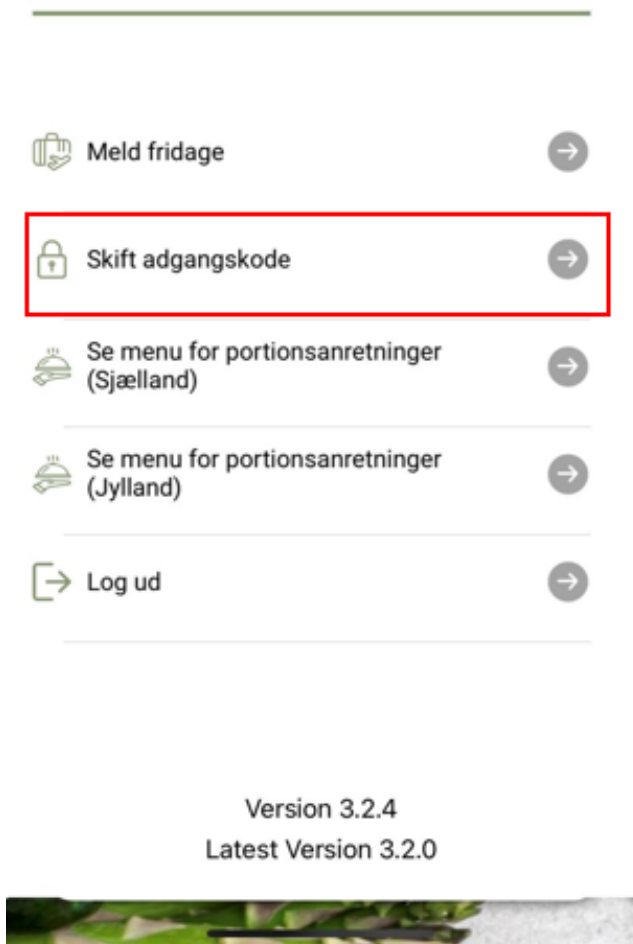 Meld fridage
Skift adgangskode
Se menu for portionsanretninger
(Sjælland)
Se menu for portionsanretninger
(Jylland)
Log ud
Version 3.2.4
Latest Version 3.2.0